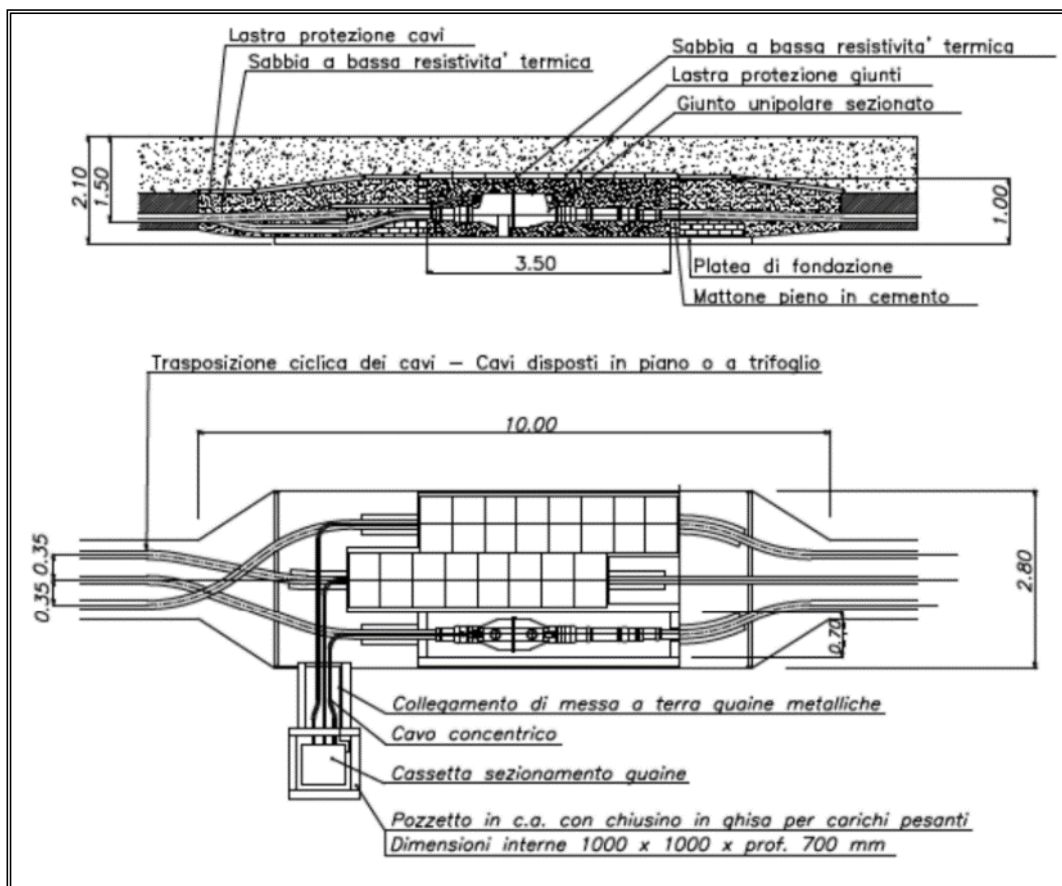 Lastra protezione cavi
Sabbia a bassa resistivita' termica
Sabbia a bassa resistivita' termica
Lastra protezione giunti
Giunto unipolare sezionato
2.10
1.50
1.00
3.50
Platea di fondazione
Mattone pieno in cemento
Trasposizione ciclica dei cavi – Cavi disposti in piano o a trifoglio
10.00
0.35
0.35
2.80
0.70
Collegamento di messa a terra guaine metalliche
Cavo concentrico
Cassetta sezionamento guaine
Pozzetto in c.a. con chiusino in ghisa per carichi pesanti
Dimensioni interne 1000 x 1000 x prof. 700 mm